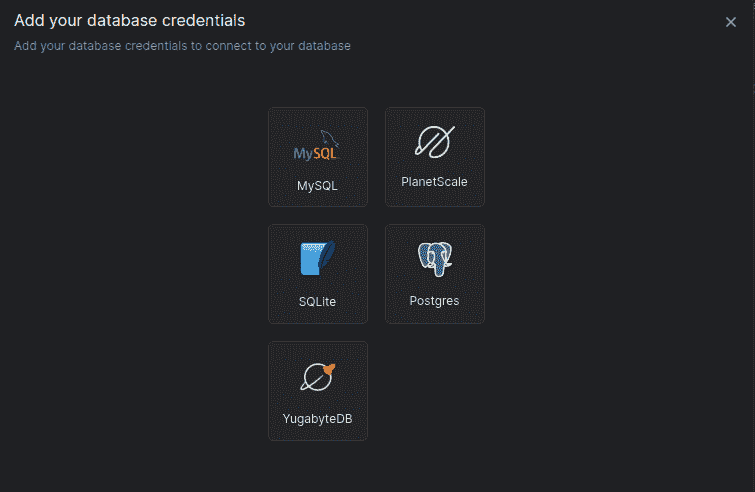 Add your database credentials
Add your database credentials to connect to your database
MySQL
MySQL
PlanetScale
SQLite
Postgres
YugabyteDB